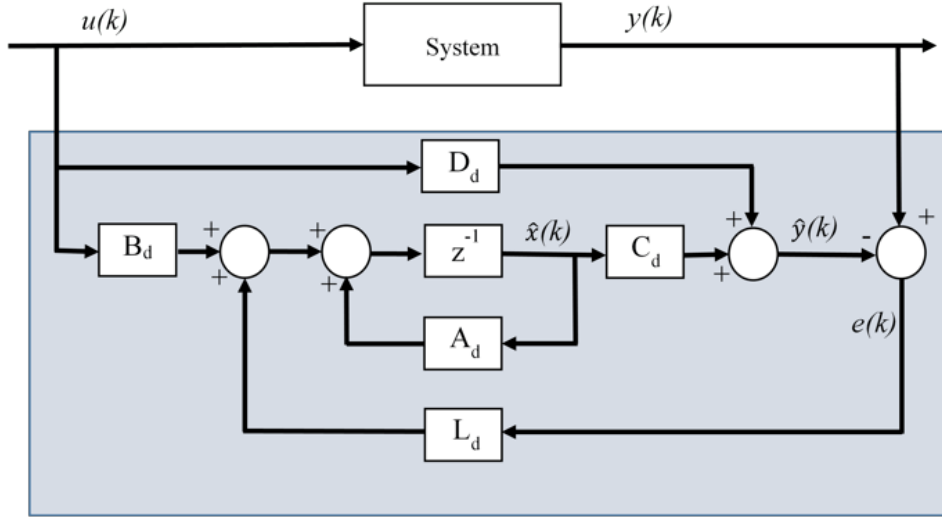 u(k)
System
y(k)
D_d
+
+
B_d
+
+
z^-1
x̂(k)
C_d
+
ŷ(k)
-
+
+
+
A_d
e(k)
L_d